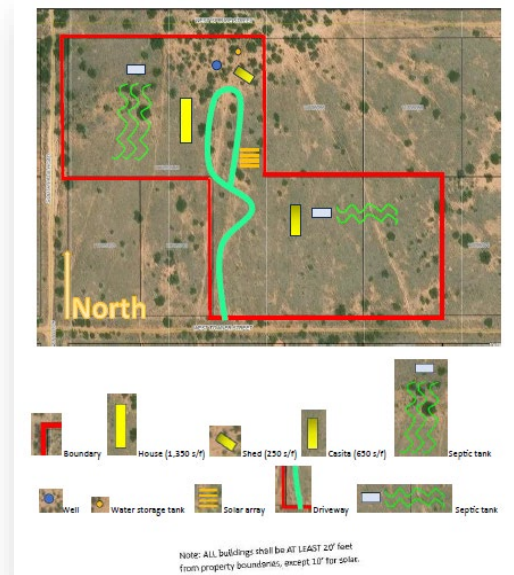 North
Boundary
House (1,350 s/f)
Shed (250 s/f)
Casita (650 s/f)
Septic tank
Well
Water storage tank
Solar array
Driveway
Septic tank
Note: ALL buildings shall be AT LEAST 20' feet
from property boundaries, except 10' for solar.